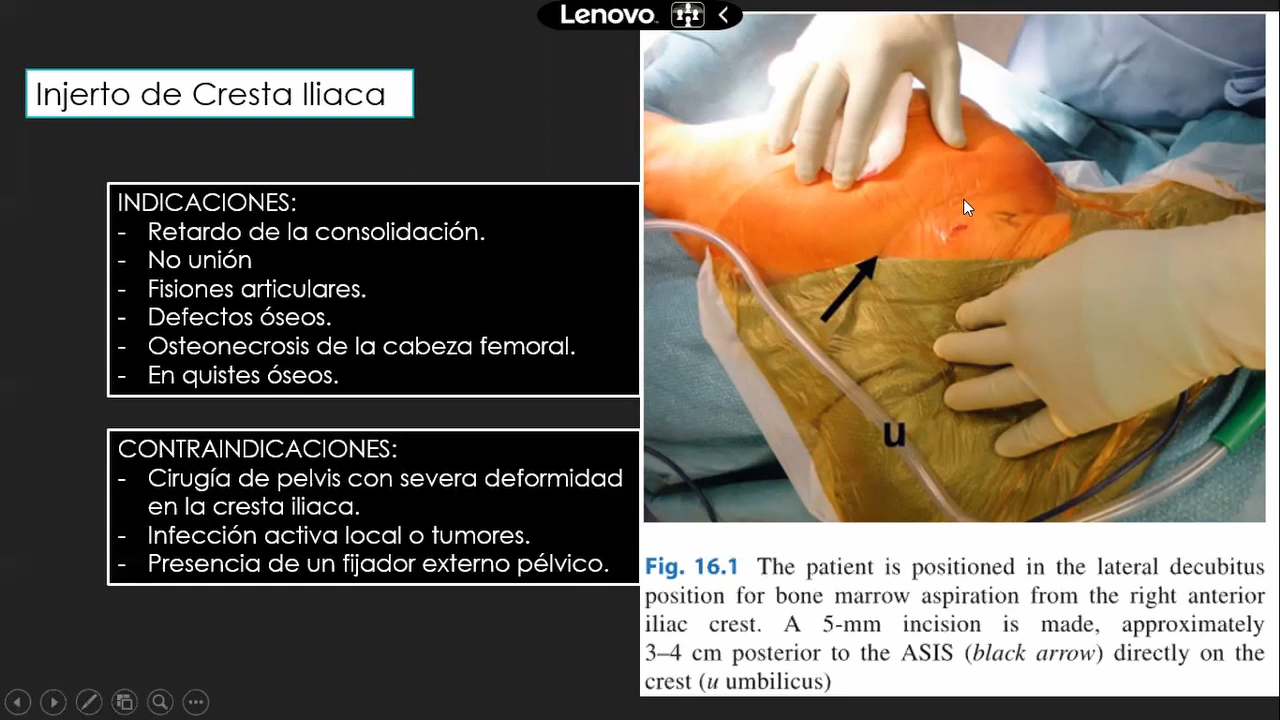 Lenovo
Injerto de Cresta Iliaca
INDICACIONES:
- Retardo de la consolidación.
- No unión
- Fisiones articulares.
- Defectos óseos.
- Osteonecrosis de la cabeza femoral.
- En quistes óseos.
CONTRAINDICACIONES:
- Cirugía de pelvis con severa deformidad
en la cresta iliaca.
- Infección activa local o tumores.
- Presencia de un fijador externo pélvico.
u
Fig. 16.1 The patient is positioned in the lateral decubitus
position for bone marrow aspiration from the right anterior
iliac crest. A 5-mm incision is made, approximately
3–4 cm posterior to the ASIS (black arrow) directly on the
crest (u umbilicus)